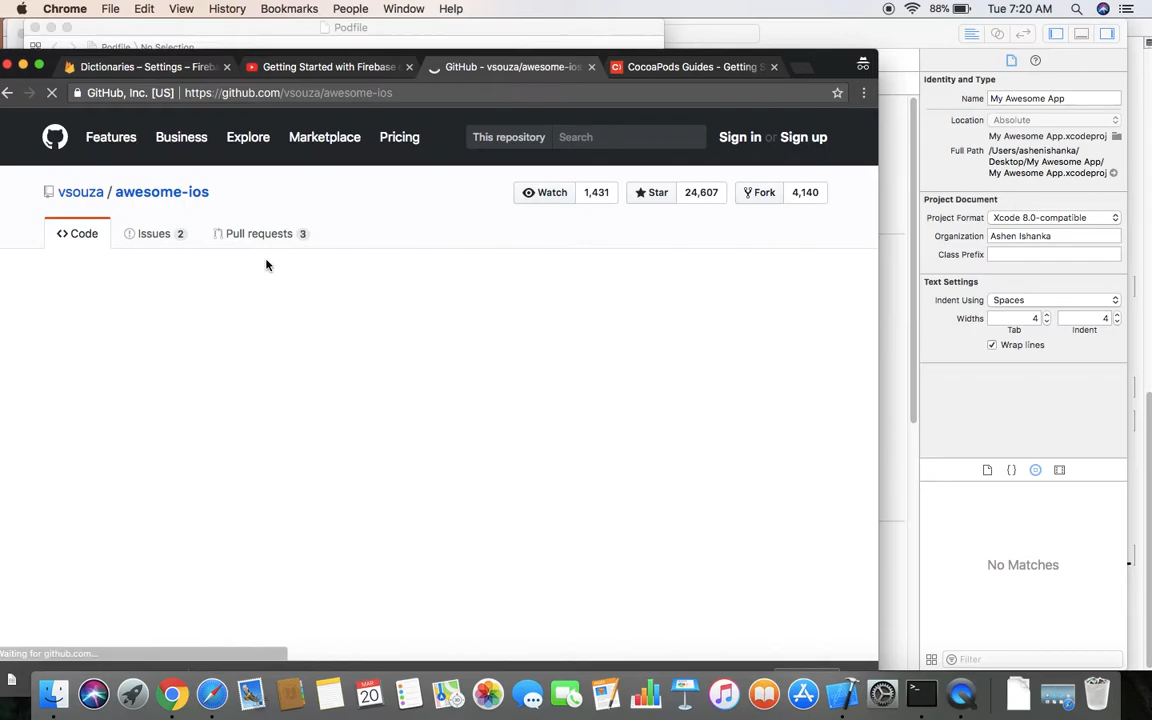 Chrome File Edit View History Bookmarks People Window Help 88% Tue 7:20 AM
Podfile
Podfile No Selection
Dictionaries – Settings – Fireb
Getting Started with Firebase
GitHub - vsouza/awesome-ios
CocoaPods Guides - Getting S
GitHub, Inc. [US] https://github.com/vsouza/awesome-ios
Features Business Explore Marketplace Pricing This repository Search Sign in or Sign up
vsouza / awesome-ios Watch 1,431 Star 24,607 Fork 4,140
<> Code Issues 2 Pull requests 3
Waiting for github.com...
Identity and Type
Name My Awesome App
Location Absolute
My Awesome App.xcodeproj
Full Path /Users/ashenishanka/
Desktop/My Awesome App/
My Awesome App.xcodeproj
Project Document
Project Format Xcode 8.0-compatible
Organization Ashen Ishanka
Class Prefix
Text Settings
Indent Using Spaces
Widths 4 4
Tab Indent
Wrap lines
{}
No Matches
Filter
MAR
20